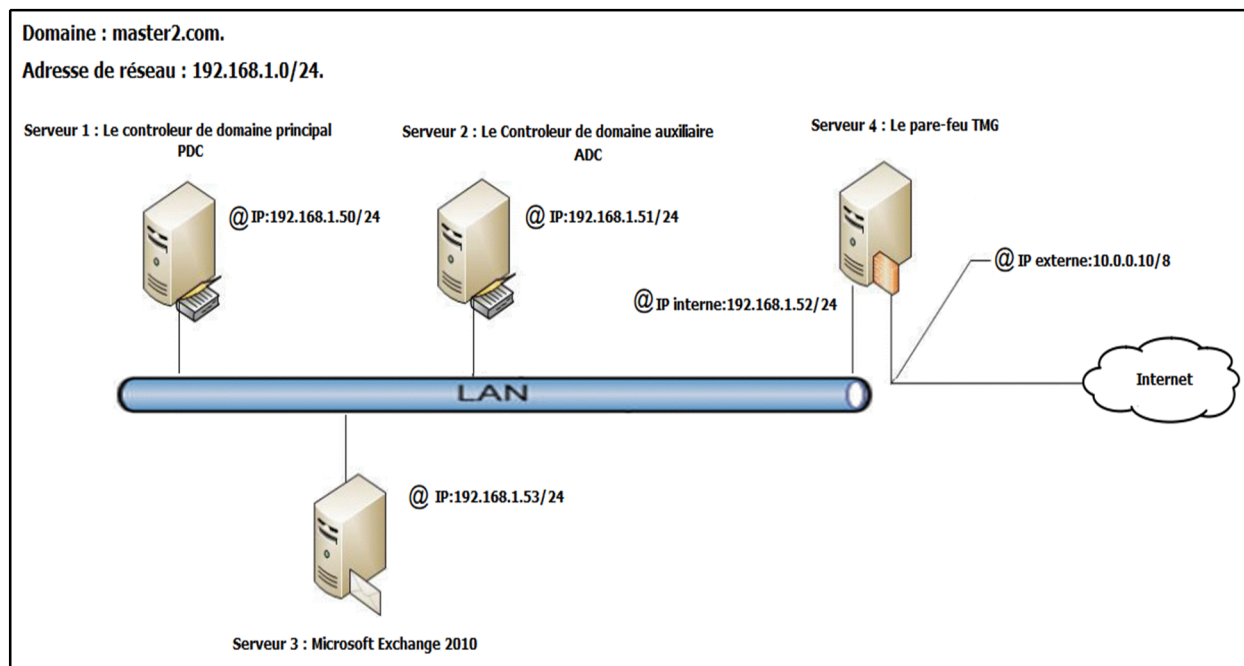 Domaine : master2.com.
Adresse de réseau : 192.168.1.0/24.
Serveur 1 : Le controleur de domaine principal
PDC
Serveur 2 : Le Controleur de domaine auxiliaire
ADC
Serveur 4 : Le pare-feu TMG
@ IP:192.168.1.50/24
@ IP:192.168.1.51/24
@ IP externe:10.0.0.10/8
@ IP interne:192.168.1.52/24
Internet
LAN
@ IP:192.168.1.53/24
Serveur 3 : Microsoft Exchange 2010